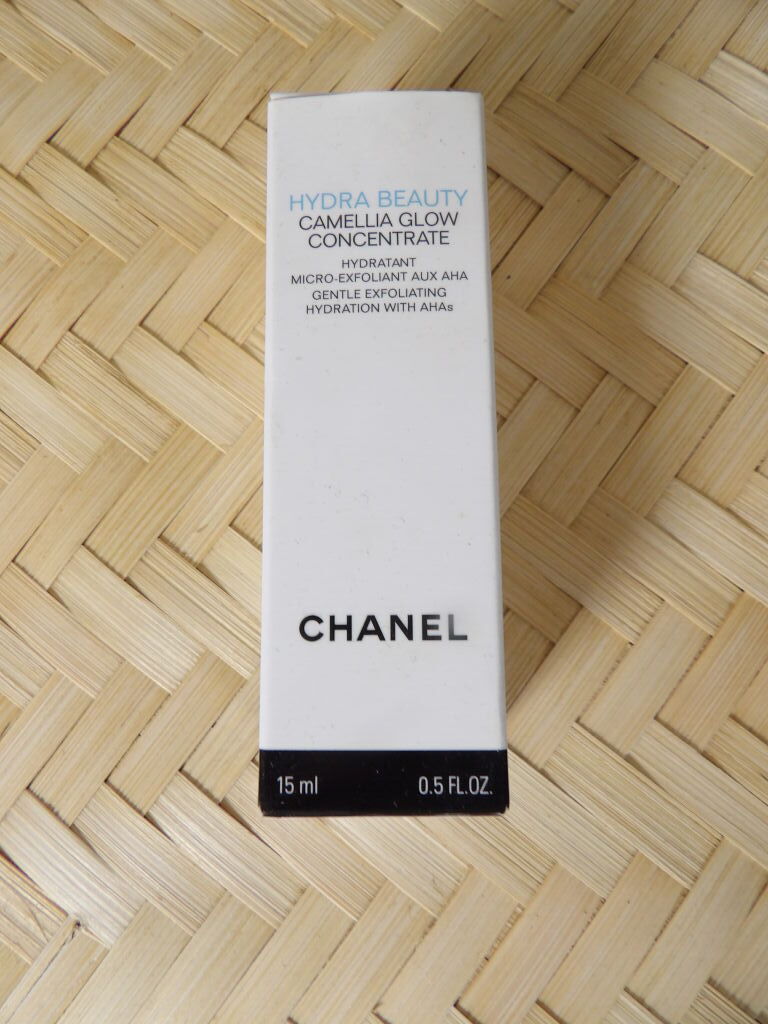 HYDRA BEAUTY
CAMELLIA GLOW
CONCENTRATE
HYDRATANT
MICRO-EXFOLIANT AUX AHA
GENTLE EXFOLIATING
HYDRATION WITH AHAs
CHANEL
15 ml 0.5 FL.OZ.